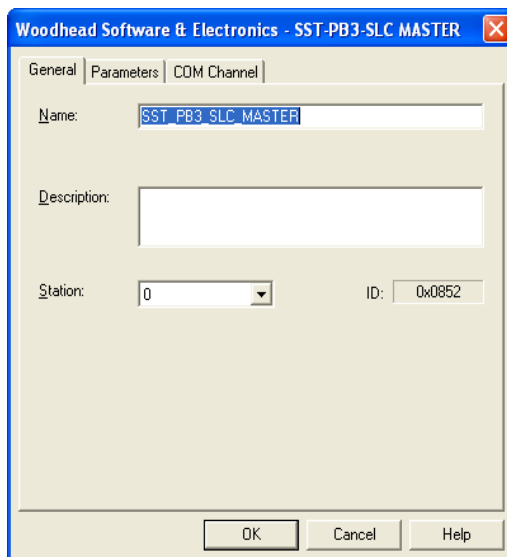 Woodhead Software & Electronics - SST-PB3-SLC MASTER
General Parameters COM Channel
Name: SST_PB3_SLC_MASTER
Description:
Station: 0 ID: 0x0852
OK Cancel Help